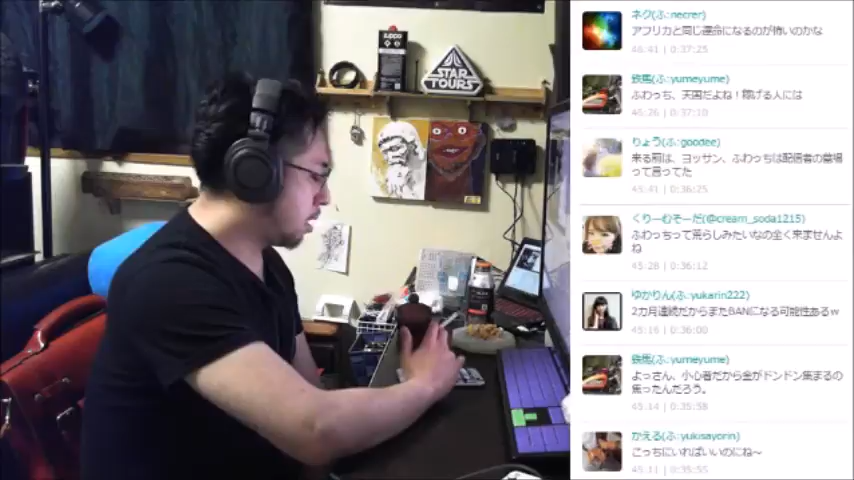 ZIPPO
STAR
TOURS
ネク(ふ:necrer)
アフリカと同じ運命になるのが怖いのかな
46:41 | 0:37:25
鉄馬(ふ:yumeyume)
ふわっち、天国だよね!稼げる人には
45:26 | 0:37:10
りょう(ふ:goodee)
来る前は、ヨッサン、ふわっちは配信者の墓場
って言ってた
45:41 | 0:36:25
くりーむそーだ(@cream_soda1215)
ふわっちって荒らしみたいなの全く来ませんよ
ね
45:28 | 0:36:12
ゆかりん(ふ:yukarin222)
2カ月連続だからまたBANになる可能性あるw
45:16 | 0:36:00
鉄馬(ふ:yumeyume)
よっさん、小心者だから金がドンドン集まるの
焦ったんだろう。
45:14 | 0:35:58
かえる(ふ:yukisayorin)
こっちにいればいいのにね~
45:11 | 0:35:55